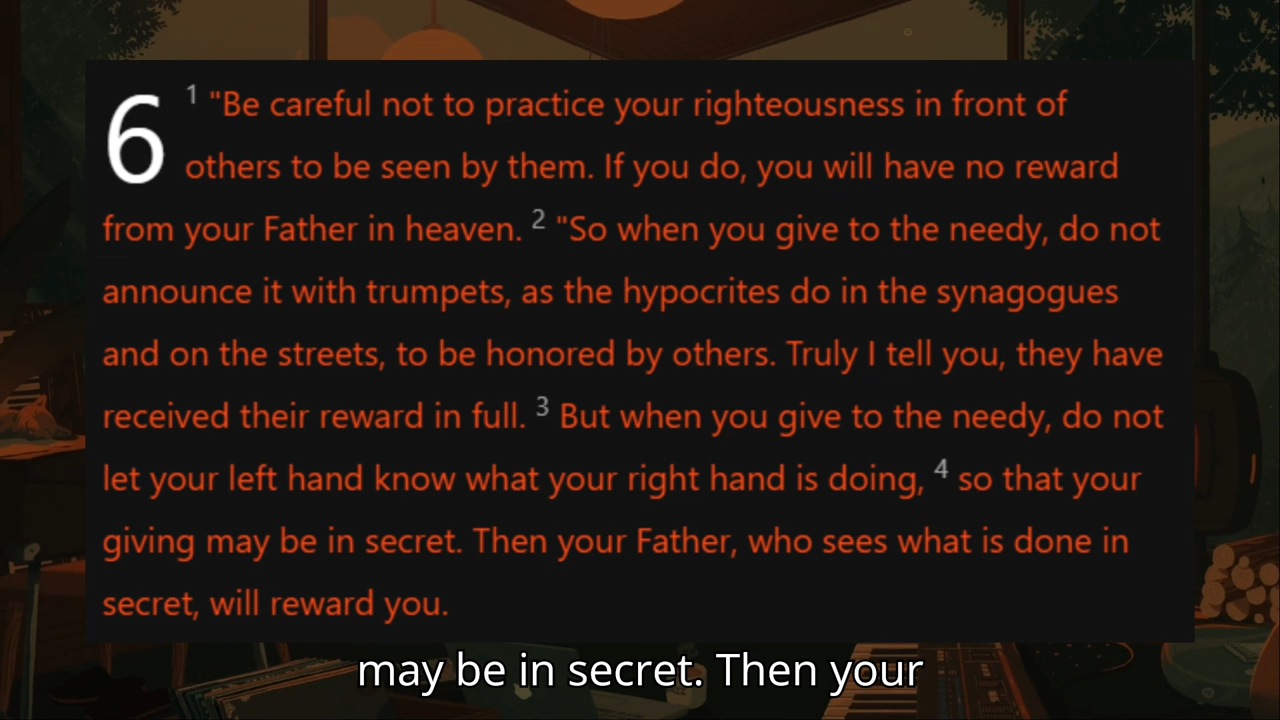 6 1 "Be careful not to practice your righteousness in front of
others to be seen by them. If you do, you will have no reward
from your Father in heaven. 2 "So when you give to the needy, do not
announce it with trumpets, as the hypocrites do in the synagogues
and on the streets, to be honored by others. Truly I tell you, they have
received their reward in full. 3 But when you give to the needy, do not
let your left hand know what your right hand is doing, 4 so that your
giving may be in secret. Then your Father, who sees what is done in
secret, will reward you.
may be in secret. Then your